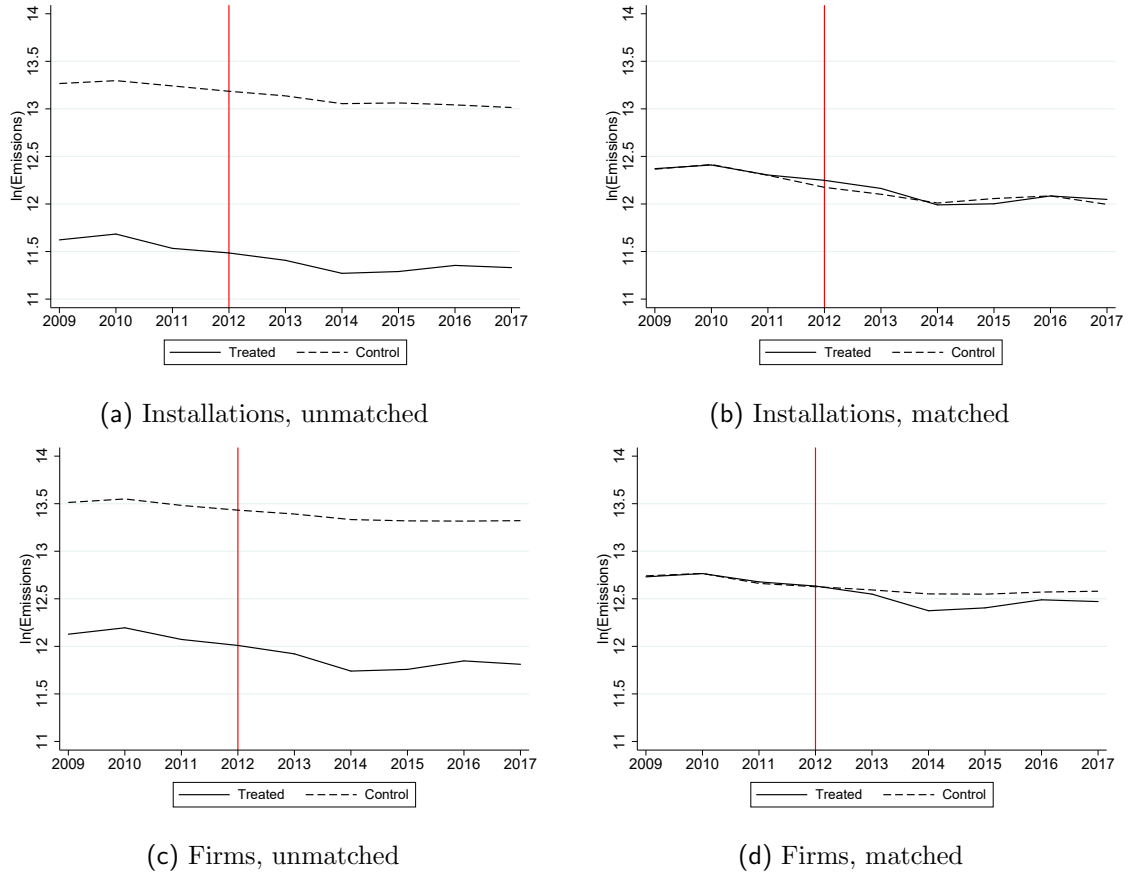 14
13.5
13
12.5
12
11.5
11
ln(Emissions)
2009 2010 2011 2012 2013 2014 2015 2016 2017
Treated Control
(a) Installations, unmatched
14
13.5
13
12.5
12
11.5
11
ln(Emissions)
2009 2010 2011 2012 2013 2014 2015 2016 2017
Treated Control
(b) Installations, matched
14
13.5
13
12.5
12
11.5
11
ln(Emissions)
2009 2010 2011 2012 2013 2014 2015 2016 2017
Treated Control
(c) Firms, unmatched
14
13.5
13
12.5
12
11.5
11
ln(Emissions)
2009 2010 2011 2012 2013 2014 2015 2016 2017
Treated Control
(d) Firms, matched